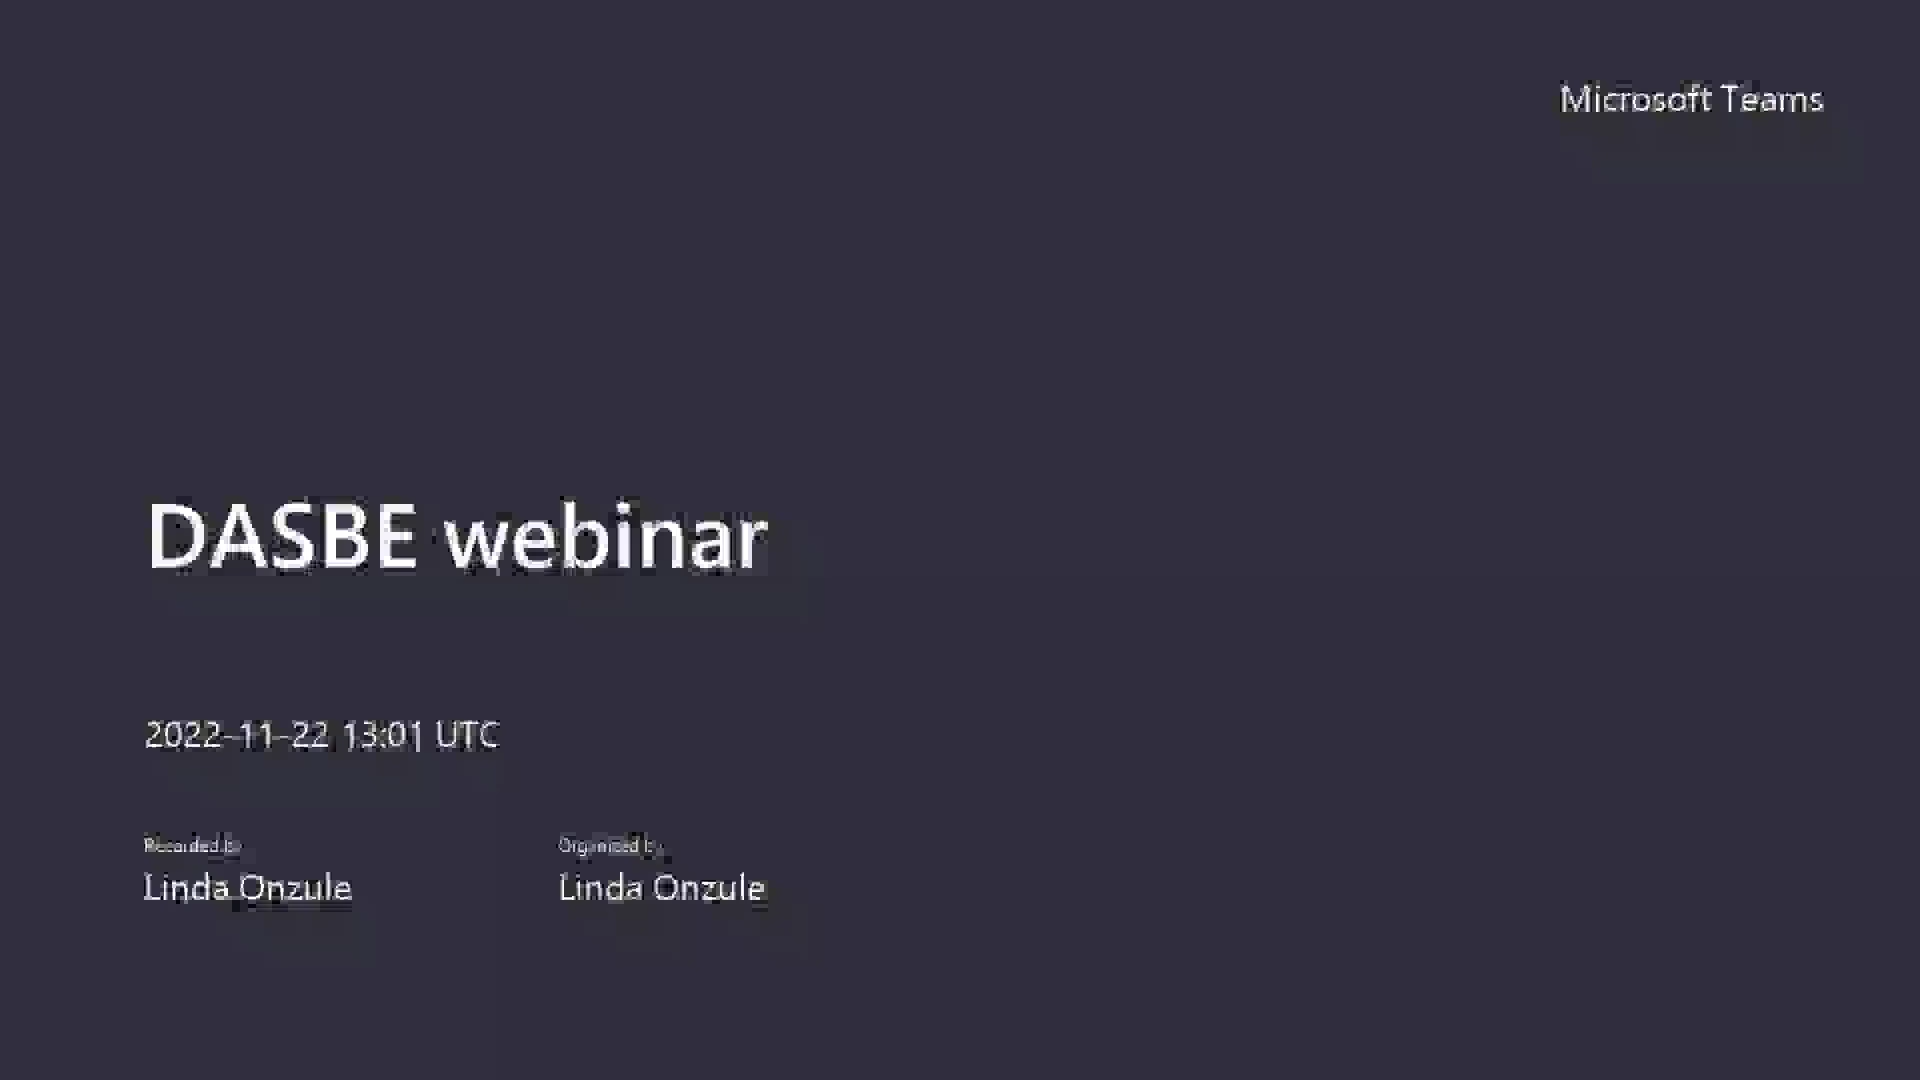 Microsoft Teams
DASBE webinar
2022-11-22 13:01 UTC
Recorded by
Organized by
Linda Onzule
Linda Onzule